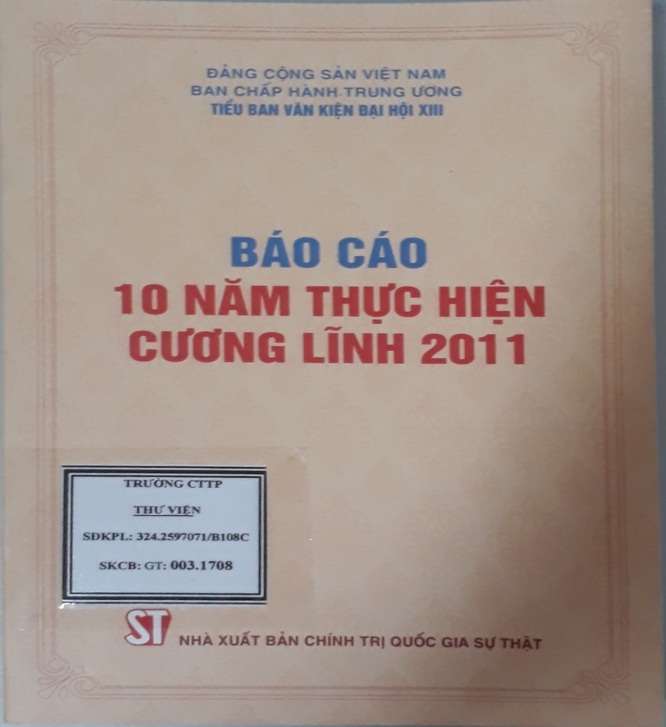 ĐẢNG CỘNG SẢN VIỆT NAM
BAN CHẤP HÀNH TRUNG ƯƠNG
TIỂU BAN VĂN KIỆN ĐẠI HỘI XIII
BÁO CÁO
10 NĂM THỰC HIỆN
CƯƠNG LĨNH 2011
TRƯỜNG CTTP
THƯ VIỆN
SĐKPL: 324.2597071/B108C
SKCB: GT: 003.1708
ST NHÀ XUẤT BẢN CHÍNH TRỊ QUỐC GIA SỰ THẬT